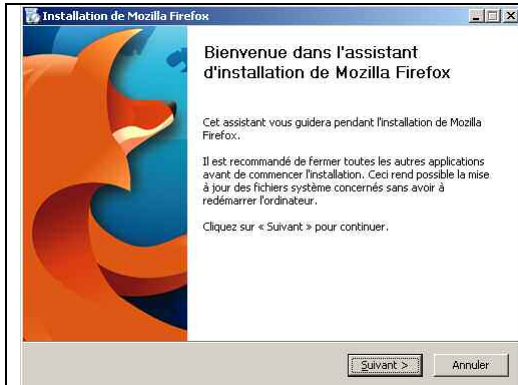 Installation de Mozilla Firefox
Bienvenue dans l'assistant
d'installation de Mozilla Firefox
Cet assistant vous guidera pendant l'installation de Mozilla
Firefox.
Il est recommandé de fermer toutes les autres applications
avant de commencer l'installation. Ceci rend possible la mise
à jour des fichiers système concernés sans avoir à
redémarrer l'ordinateur.
Cliquez sur « Suivant » pour continuer.
Suivant >
Annuler